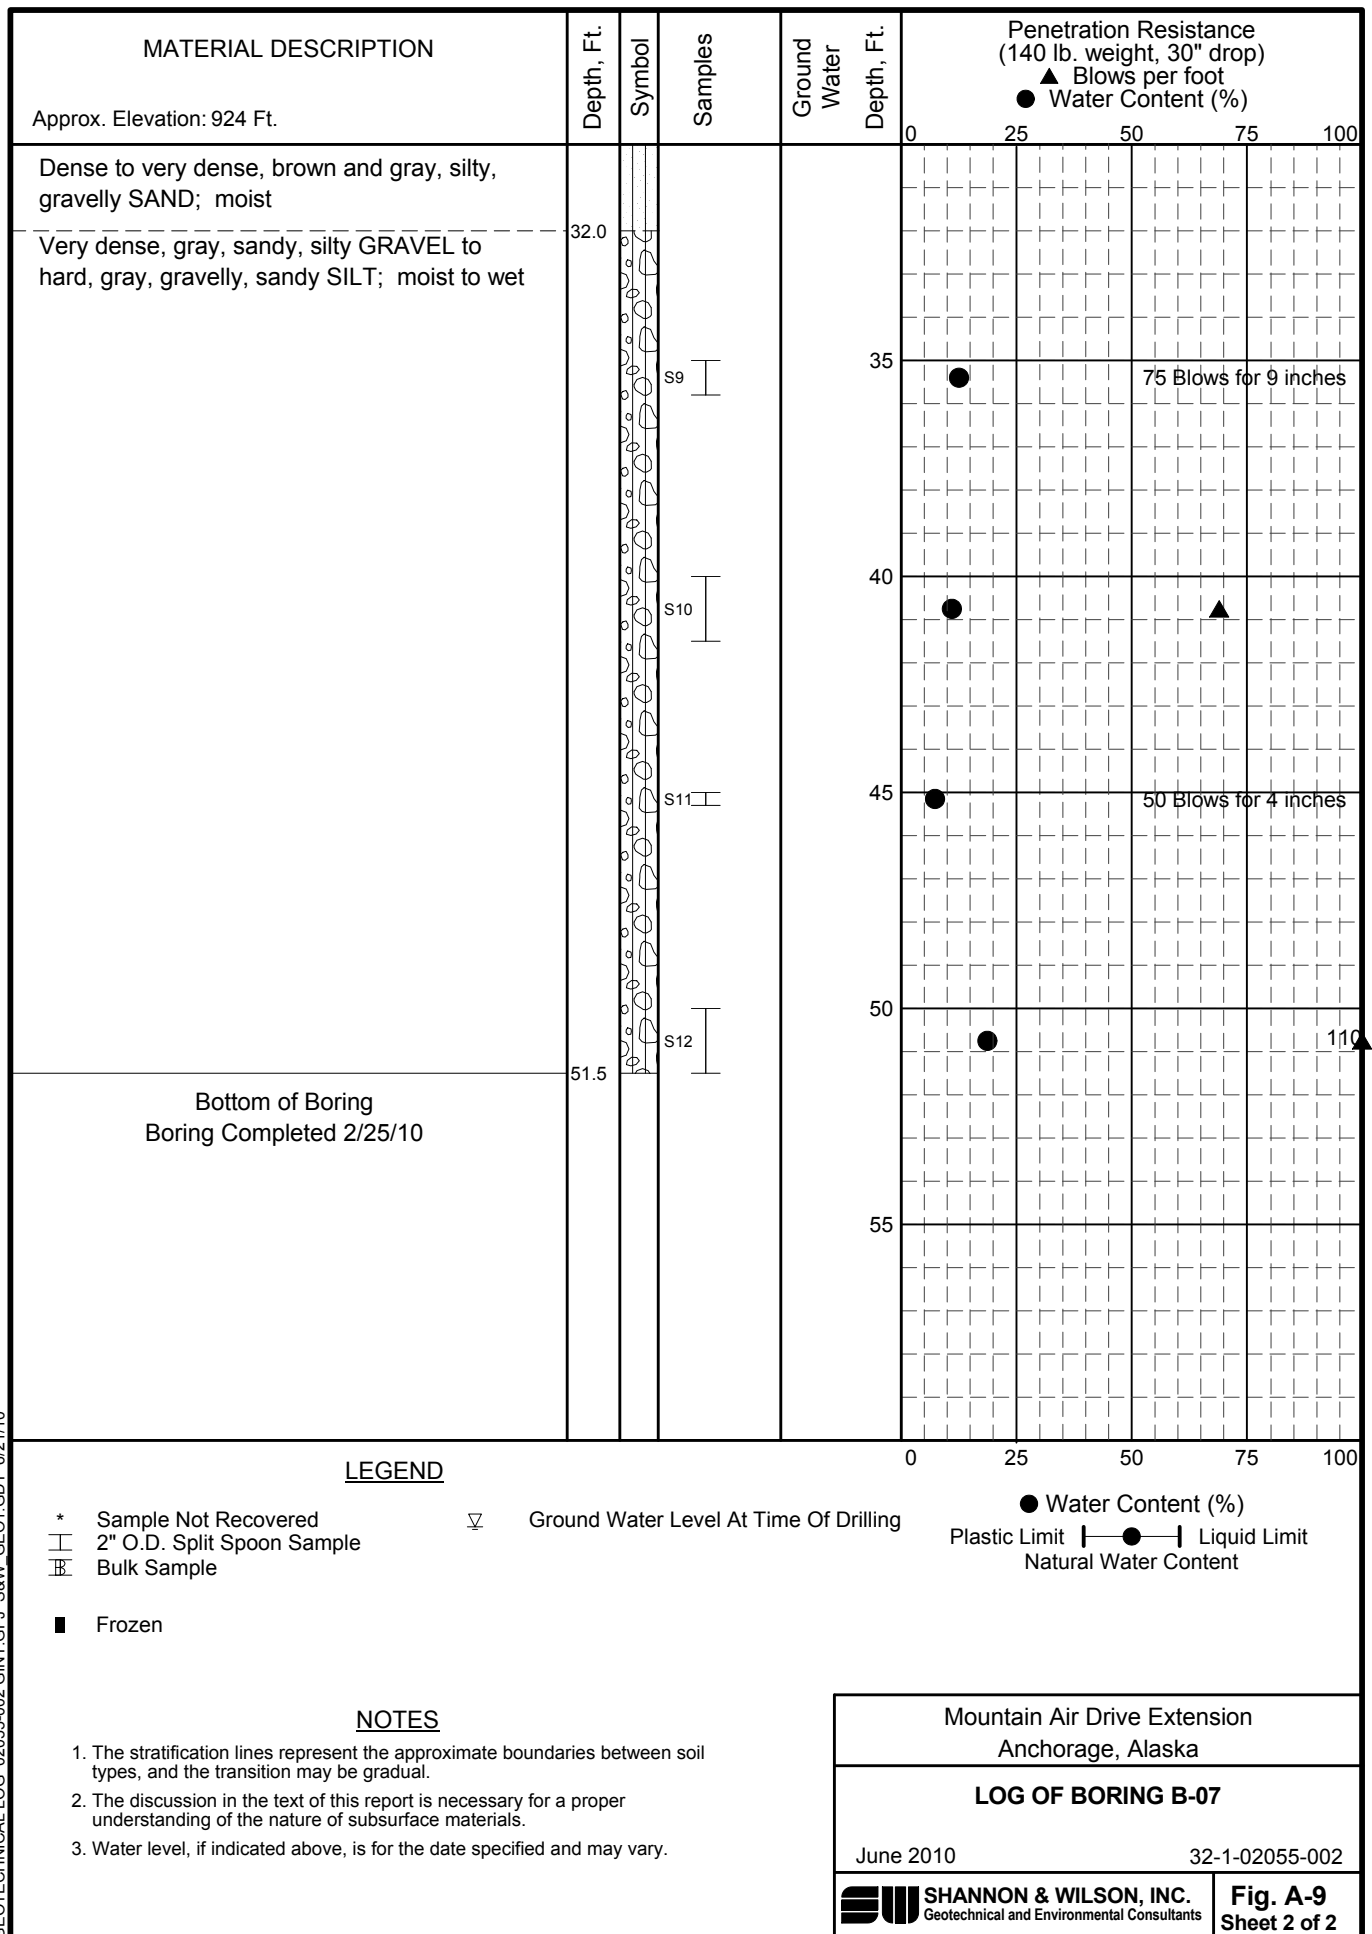 MATERIAL DESCRIPTION
Approx. Elevation: 924 Ft.
Depth, Ft.
Symbol
Samples
Ground
Water
Depth, Ft.
Penetration Resistance
(140 lb. weight, 30" drop)
▲ Blows per foot
● Water Content (%)
0 25 50 75 100
Dense to very dense, brown and gray, silty,
gravelly SAND; moist
32.0
Very dense, gray, sandy, silty GRAVEL to
hard, gray, gravelly, sandy SILT; moist to wet
35
S9
75 Blows for 9 inches
40
S10
45
S11
50 Blows for 4 inches
50
S12
110
51.5
Bottom of Boring
Boring Completed 2/25/10
55
0 25 50 75 100
LEGEND
* Sample Not Recovered
2" O.D. Split Spoon Sample
B Bulk Sample
Frozen
Ground Water Level At Time Of Drilling
● Water Content (%)
Plastic Limit Liquid Limit
Natural Water Content
NOTES
1. The stratification lines represent the approximate boundaries between soil
types, and the transition may be gradual.
2. The discussion in the text of this report is necessary for a proper
understanding of the nature of subsurface materials.
3. Water level, if indicated above, is for the date specified and may vary.
Mountain Air Drive Extension
Anchorage, Alaska
LOG OF BORING B-07
June 2010 32-1-02055-002
SHANNON & WILSON, INC.
Geotechnical and Environmental Consultants
Fig. A-9
Sheet 2 of 2